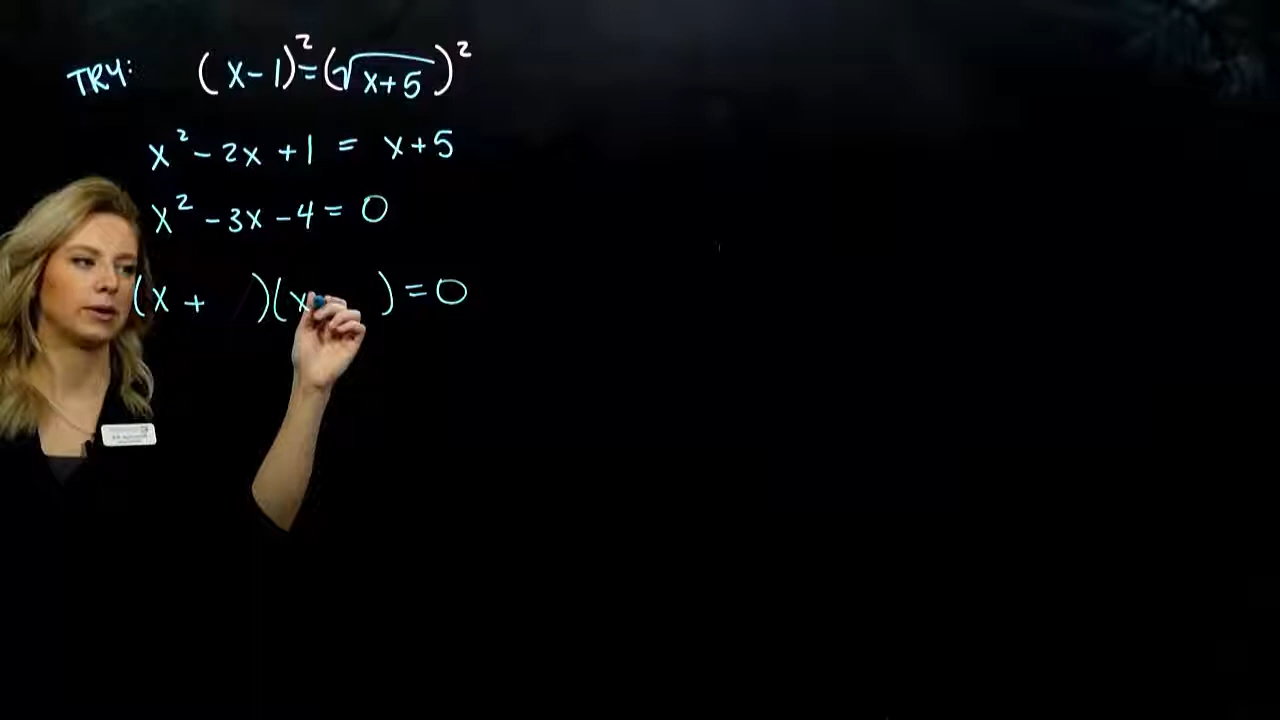 TRY: (x-1)²=(√x+5)²
x²-2x+1 = x+5
x²-3x-4=0
(x+ )(x )=0